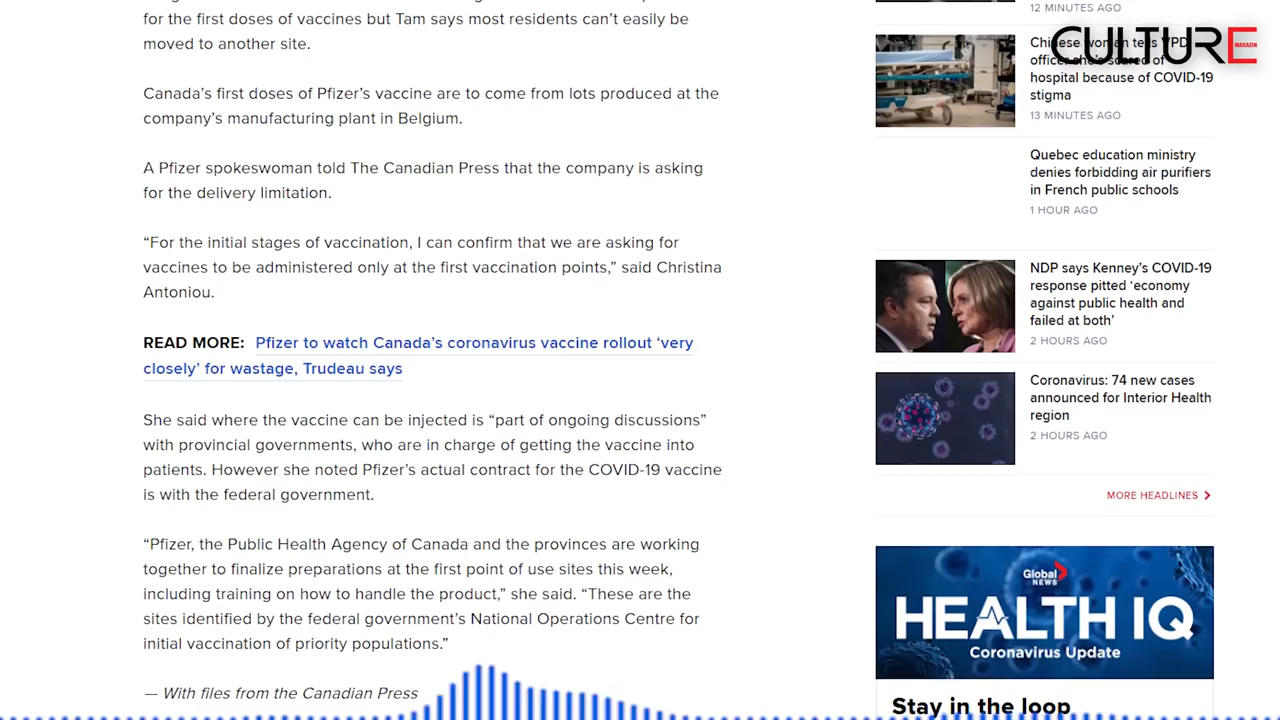 for the first doses of vaccines but Tam says most residents can’t easily be
moved to another site.
Canada’s first doses of Pfizer’s vaccine are to come from lots produced at the
company’s manufacturing plant in Belgium.
A Pfizer spokeswoman told The Canadian Press that the company is asking
for the delivery limitation.
“For the initial stages of vaccination, I can confirm that we are asking for
vaccines to be administered only at the first vaccination points,” said Christina
Antoniou.
READ MORE: Pfizer to watch Canada’s coronavirus vaccine rollout ‘very
closely’ for wastage, Trudeau says
She said where the vaccine can be injected is “part of ongoing discussions”
with provincial governments, who are in charge of getting the vaccine into
patients. However she noted Pfizer’s actual contract for the COVID-19 vaccine
is with the federal government.
“Pfizer, the Public Health Agency of Canada and the provinces are working
together to finalize preparations at the first point of use sites this week,
including training on how to handle the product,” she said. “These are the
sites identified by the federal government’s National Operations Centre for
initial vaccination of priority populations.”
— With files from the Canadian Press
12 MINUTES AGO
CULTURE
MAGAZIN
Chinese woman tells VPD
officer she’s scared of
hospital because of COVID-19
stigma
13 MINUTES AGO
Quebec education ministry
denies forbidding air purifiers
in French public schools
1 HOUR AGO
NDP says Kenney’s COVID-19
response pitted ‘economy
against public health and
failed at both’
2 HOURS AGO
Coronavirus: 74 new cases
announced for Interior Health
region
2 HOURS AGO
MORE HEADLINES
Global
NEWS
HEALTH IQ
Coronavirus Update
Stay in the loop